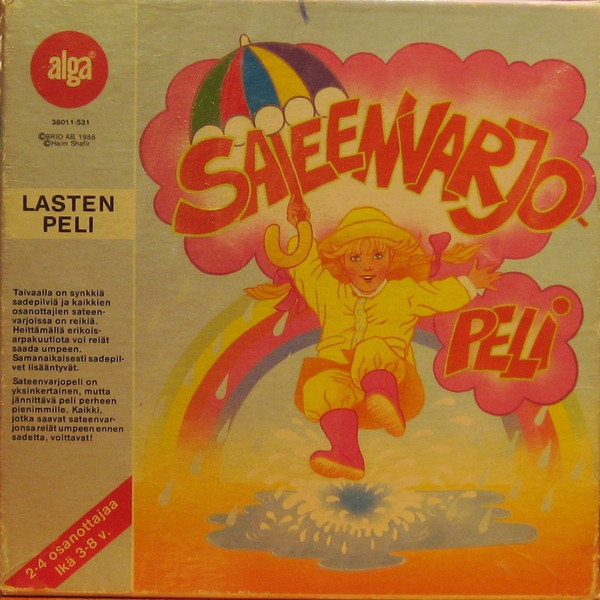 alga®
38011-531
©BRIO AB, 1988
©Haim Shafir
LASTEN
PELI
SATEENVARJO-
PELI
Taivaalla on synkkiä
sadepilviä ja kaikkien
osanottajien sateen-
varjoissa on reikiä.
Heittämällä erikois-
arpakuutiota voi reiät
saada umpeen.
Samanaikaisesti sadepil-
vet lisääntyvät.
Sateenvarjopeli on
yksinkertainen, mutta
jännittävä peli perheen
pienimmille. Kaikki,
jotka saavat sateenvar-
jonsa reiät umpeen ennen
sadetta, voittavat!
2-4 osanottajaa
Ikä 3-8 v.